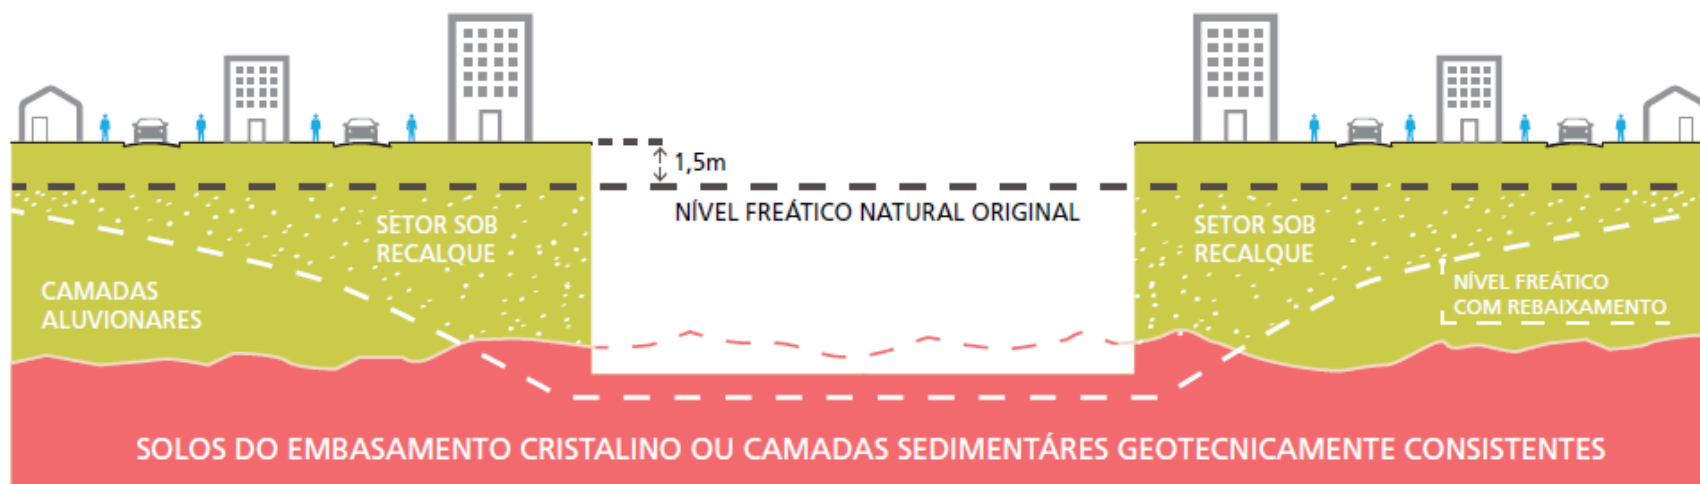 1,5m
NÍVEL FREÁTICO NATURAL ORIGINAL
SETOR SOB
RECALQUE
SETOR SOB
RECALQUE
CAMADAS
ALUVIONARES
NÍVEL FREÁTICO
COM REBAIXAMENTO
SOLOS DO EMBASAMENTO CRISTALINO OU CAMADAS SEDIMENTÁRES GEOTECNICAMENTE CONSISTENTES